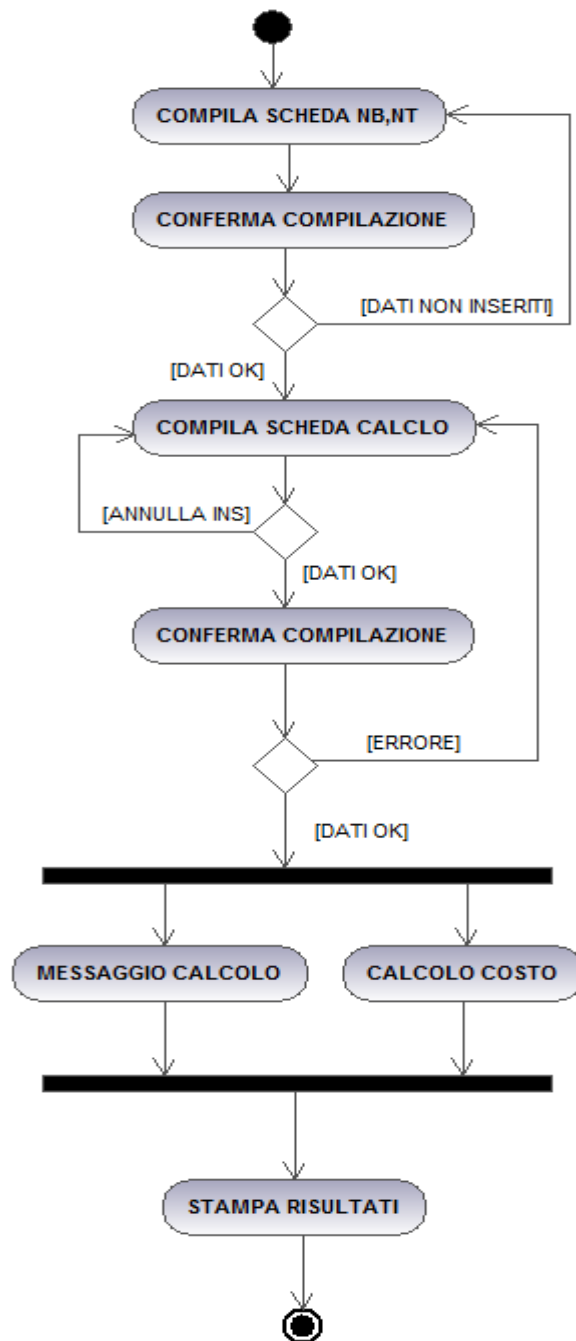 COMPILA SCHEDA NB,NT
CONFERMA COMPILAZIONE
[DATI NON INSERITI]
[DATI OK]
COMPILA SCHEDA CALCLO
[ANNULLA INS]
[DATI OK]
CONFERMA COMPILAZIONE
[ERRORE]
[DATI OK]
MESSAGGIO CALCOLO
CALCOLO COSTO
STAMPA RISULTATI